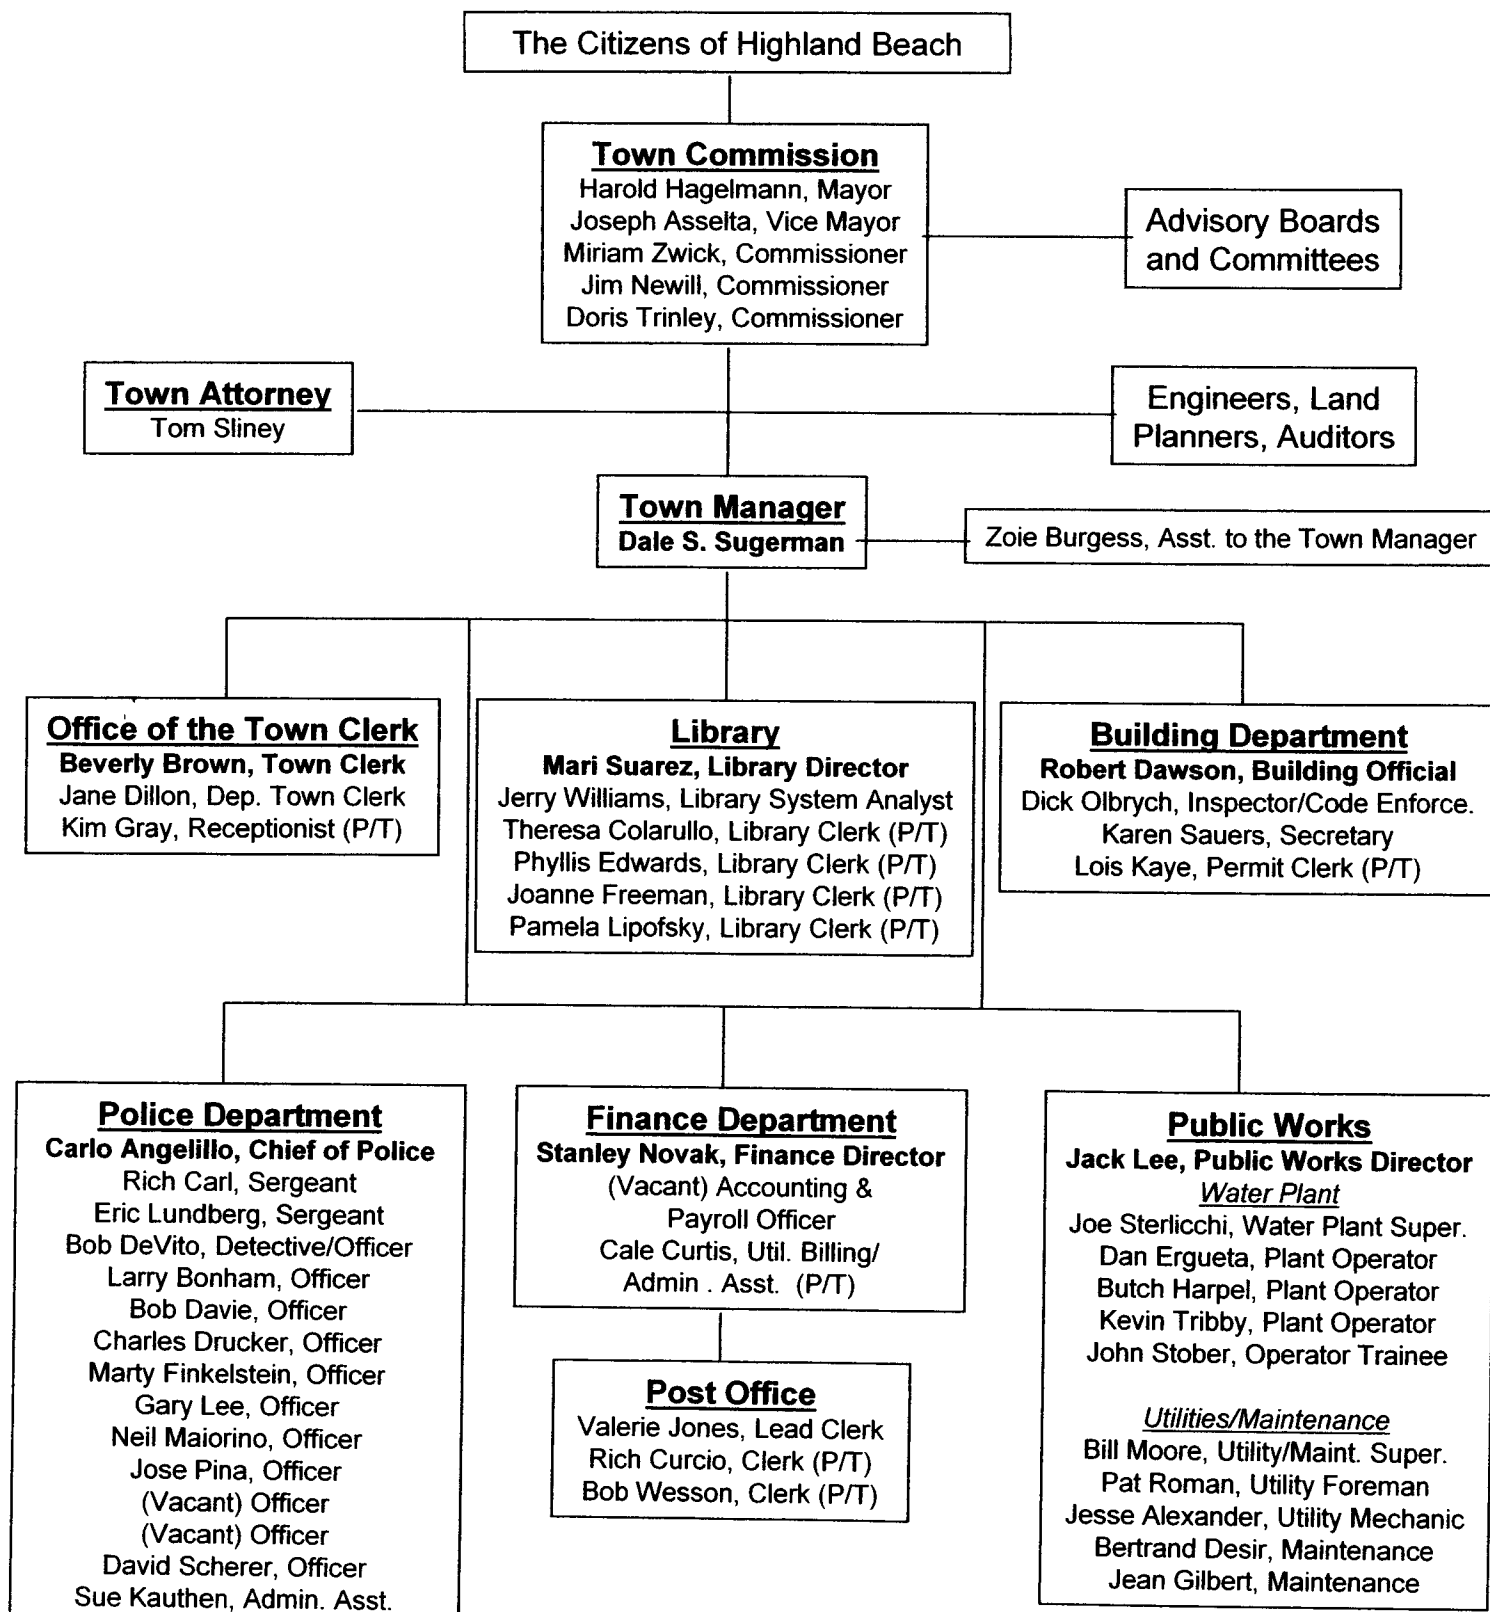 The Citizens of Highland Beach
Town Commission
Harold Hagelmann, Mayor
Joseph Asselta, Vice Mayor
Miriam Zwick, Commissioner
Jim Newill, Commissioner
Doris Trinley, Commissioner
Advisory Boards
and Committees
Town Attorney
Tom Sliney
Engineers, Land
Planners, Auditors
Town Manager
Dale S. Sugerman
Zoie Burgess, Asst. to the Town Manager
Office of the Town Clerk
Beverly Brown, Town Clerk
Jane Dillon, Dep. Town Clerk
Kim Gray, Receptionist (P/T)
Library
Mari Suarez, Library Director
Jerry Williams, Library System Analyst
Theresa Colarullo, Library Clerk (P/T)
Phyllis Edwards, Library Clerk (P/T)
Joanne Freeman, Library Clerk (P/T)
Pamela Lipofsky, Library Clerk (P/T)
Building Department
Robert Dawson, Building Official
Dick Olbrych, Inspector/Code Enforce.
Karen Sauers, Secretary
Lois Kaye, Permit Clerk (P/T)
Police Department
Carlo Angelillo, Chief of Police
Rich Carl, Sergeant
Eric Lundberg, Sergeant
Bob DeVito, Detective/Officer
Larry Bonham, Officer
Bob Davie, Officer
Charles Drucker, Officer
Marty Finkelstein, Officer
Gary Lee, Officer
Neil Maiorino, Officer
Jose Pina, Officer
(Vacant) Officer
(Vacant) Officer
David Scherer, Officer
Sue Kauthen, Admin. Asst.
Finance Department
Stanley Novak, Finance Director
(Vacant) Accounting &
Payroll Officer
Cale Curtis, Util. Billing/
Admin . Asst. (P/T)
Post Office
Valerie Jones, Lead Clerk
Rich Curcio, Clerk (P/T)
Bob Wesson, Clerk (P/T)
Public Works
Jack Lee, Public Works Director
Water Plant
Joe Sterlicchi, Water Plant Super.
Dan Ergueta, Plant Operator
Butch Harpel, Plant Operator
Kevin Tribby, Plant Operator
John Stober, Operator Trainee
Utilities/Maintenance
Bill Moore, Utility/Maint. Super.
Pat Roman, Utility Foreman
Jesse Alexander, Utility Mechanic
Bertrand Desir, Maintenance
Jean Gilbert, Maintenance